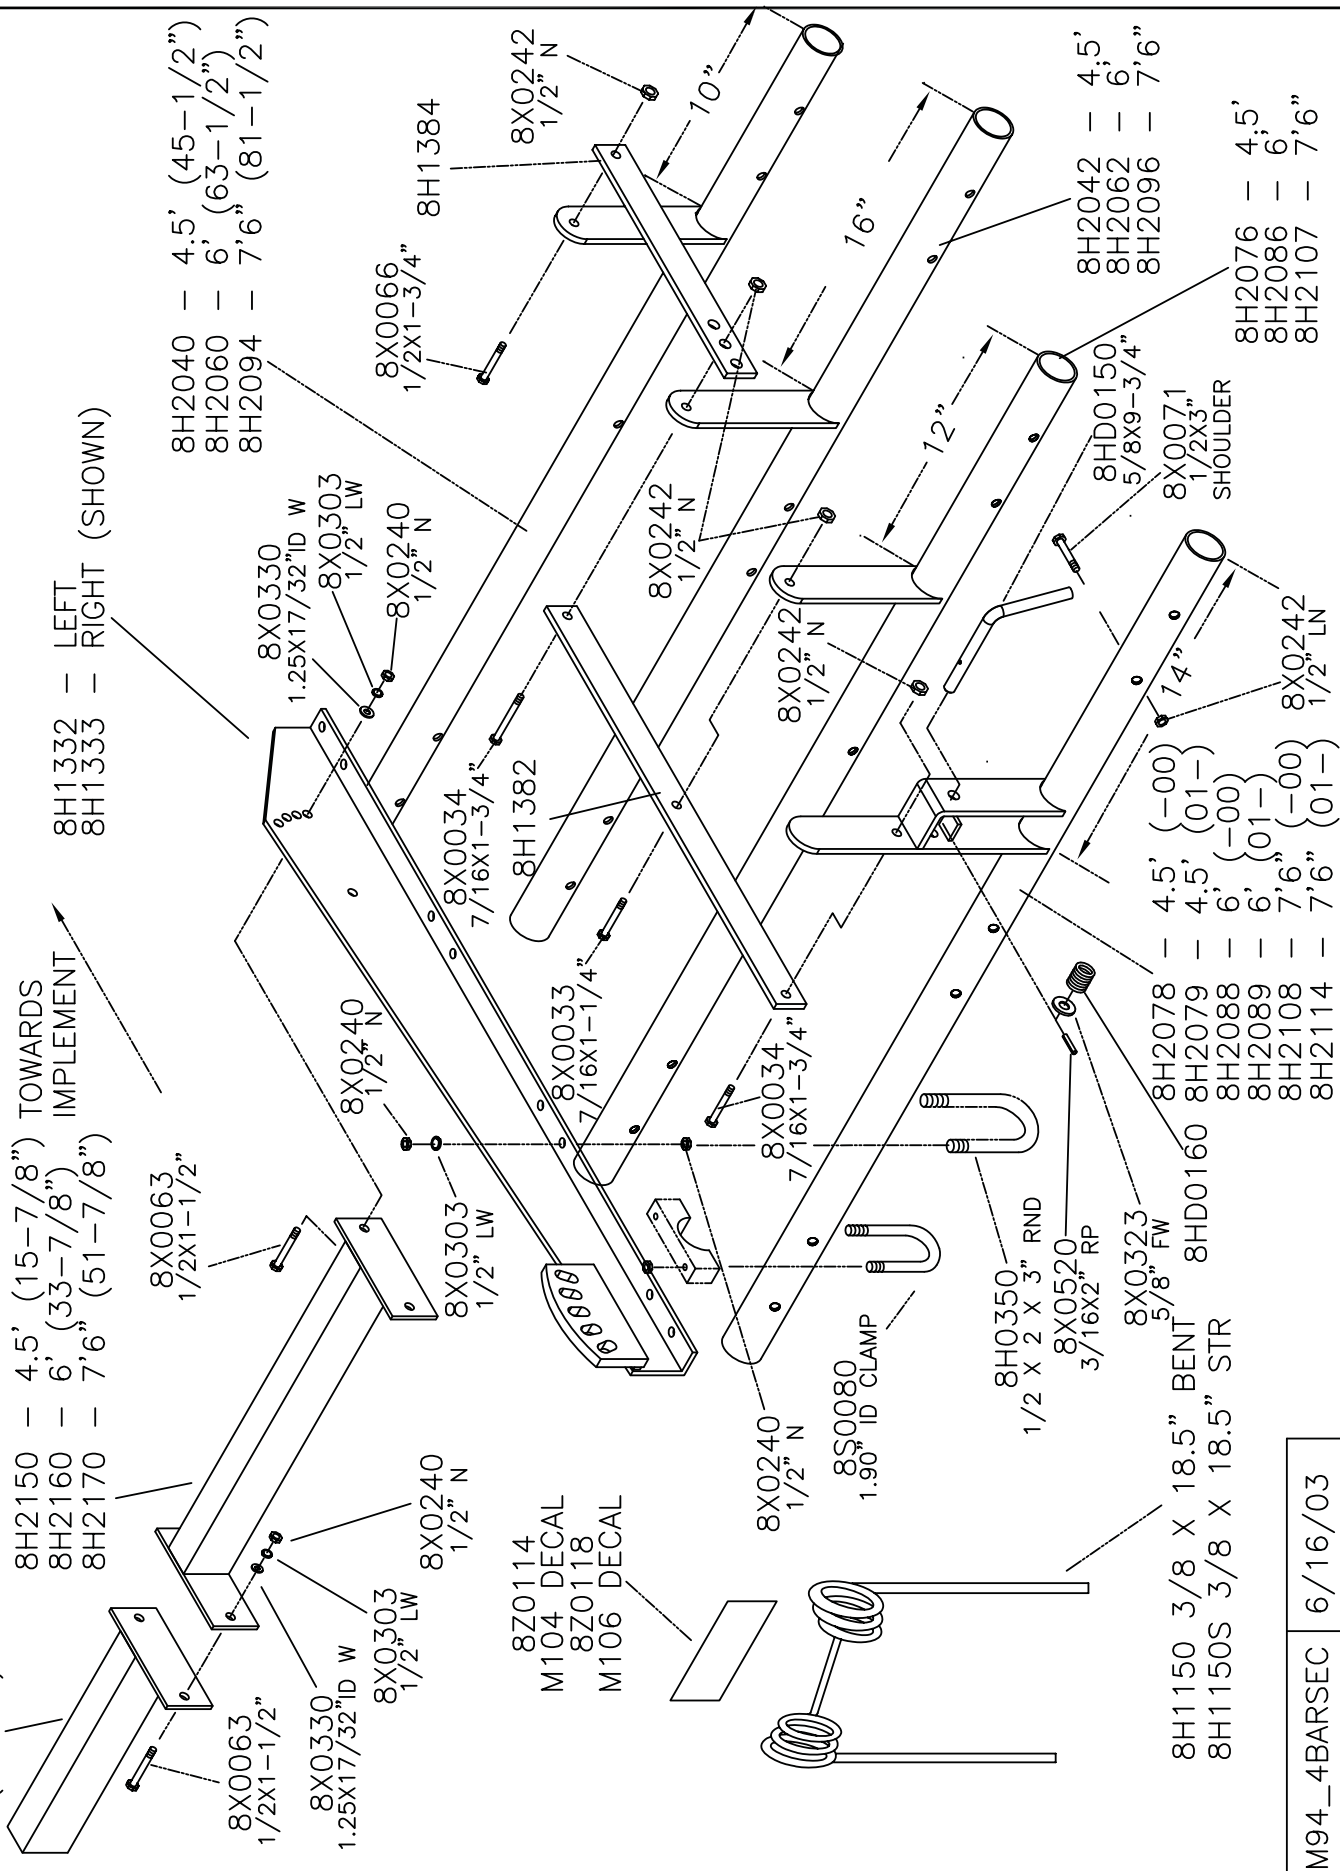 8H2150 - 4.5' (15-7/8")
8H2160 - 6' (33-7/8")
8H2170 - 7'6" (51-7/8")
TOWARDS
IMPLEMENT
8H1332 - LEFT
8H1333 - RIGHT (SHOWN)
8H2040 - 4.5' (45-1/2")
8H2060 - 6' (63-1/2")
8H2094 - 7'6" (81-1/2")
8X0063
1/2X1-1/2"
8X0330
1.25X17/32"ID W
8X0303
1/2" LW
8X0240
1/2" N
8X0066
1/2X1-3/4"
8H1384
8X0242
1/2" N
10"
8X0063
1/2X1-1/2"
8X0330
1.25X17/32"ID W
8X0303
1/2" LW
8X0240
1/2" N
8X0240
1/2" N
8X0303
1/2" LW
8X0034
7/16X1-3/4"
8H1382
8X0033
7/16X1-1/4"
8X0242
1/2" N
16"
8Z0114
M104 DECAL
8Z0118
M106 DECAL
8X0240
1/2" N
8S0080
1.90" ID CLAMP
8X0034
7/16X1-3/4"
8X0242
1/2" N
12"
8H2042 - 4.5'
8H2062 - 6'
8H2096 - 7'6"
8H0350
1/2 X 2 X 3" RND
8X0520
3/16X2" RP
8X0323
5/8" FW
8HD0160
8HD0150
5/8X9-3/4"
8X0071
1/2X3"
SHOULDER
8H2076 - 4.5'
8H2086 - 6'
8H2107 - 7'6"
14"
8X0242
1/2" LN
8H2078 - 4.5' (-00)
8H2079 - 4.5' (01-)
8H2088 - 6' (-00)
8H2089 - 6' (01-)
8H2108 - 7'6" (-00)
8H2114 - 7'6" (01-)
8H1150 3/8 X 18.5" BENT
8H1150S 3/8 X 18.5" STR
M94_4BARSEC 6/16/03